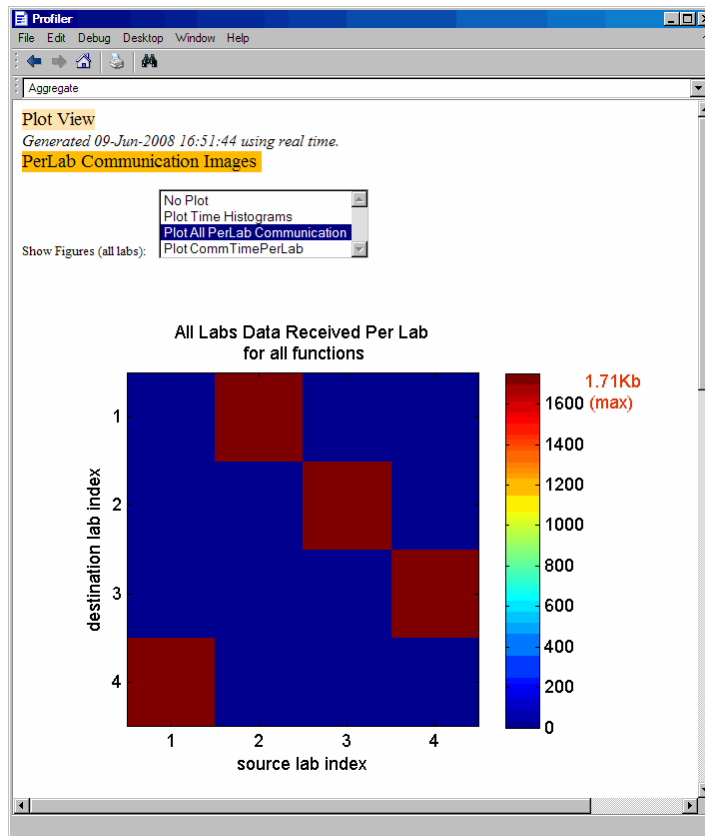 Profiler
File Edit Debug Desktop Window Help
Aggregate
Plot View
Generated 09-Jun-2008 16:51:44 using real time.
PerLab Communication Images
No Plot
Plot Time Histograms
Plot All PerLab Communication
Show Figures (all labs):
Plot CommTimePerLab
All Labs Data Received Per Lab
for all functions
1.71Kb
(max)
1600
1400
1200
1000
800
600
400
200
0
destination lab index
1
2
3
4
1 2 3 4
source lab index